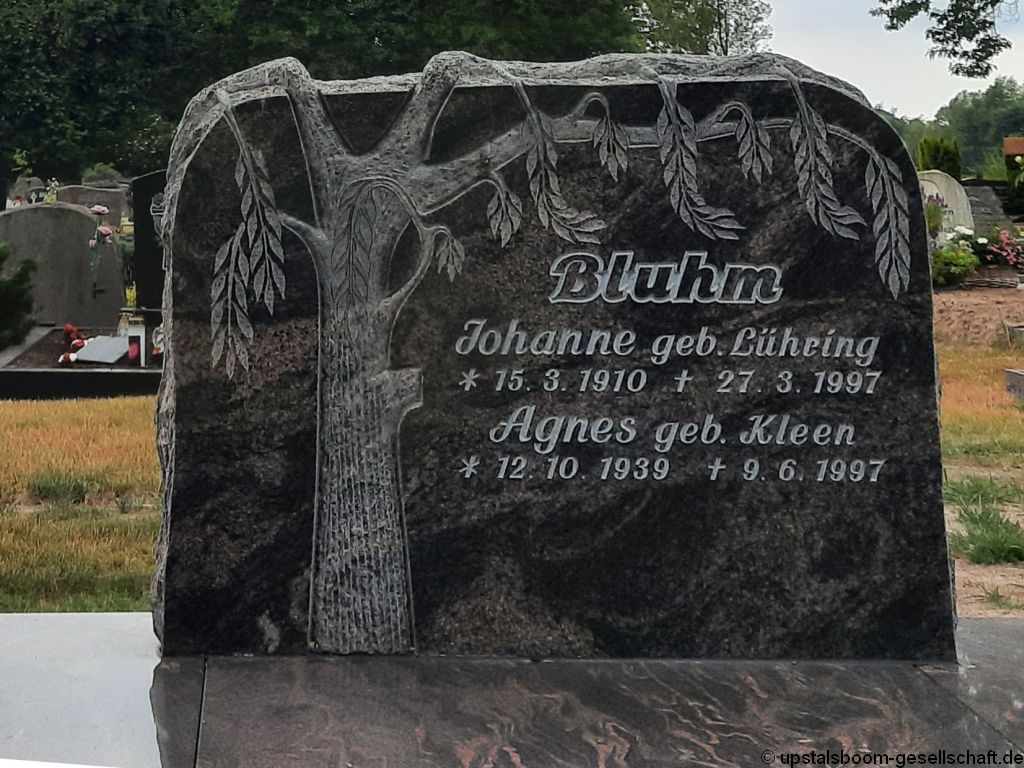 Bluhm
Johanne geb. Lühring
* 15. 3. 1910 † 27. 3. 1997
Agnes geb. Kleen
* 12. 10. 1939 † 9. 6. 1997
© upstalsboom-gesellschaft.de